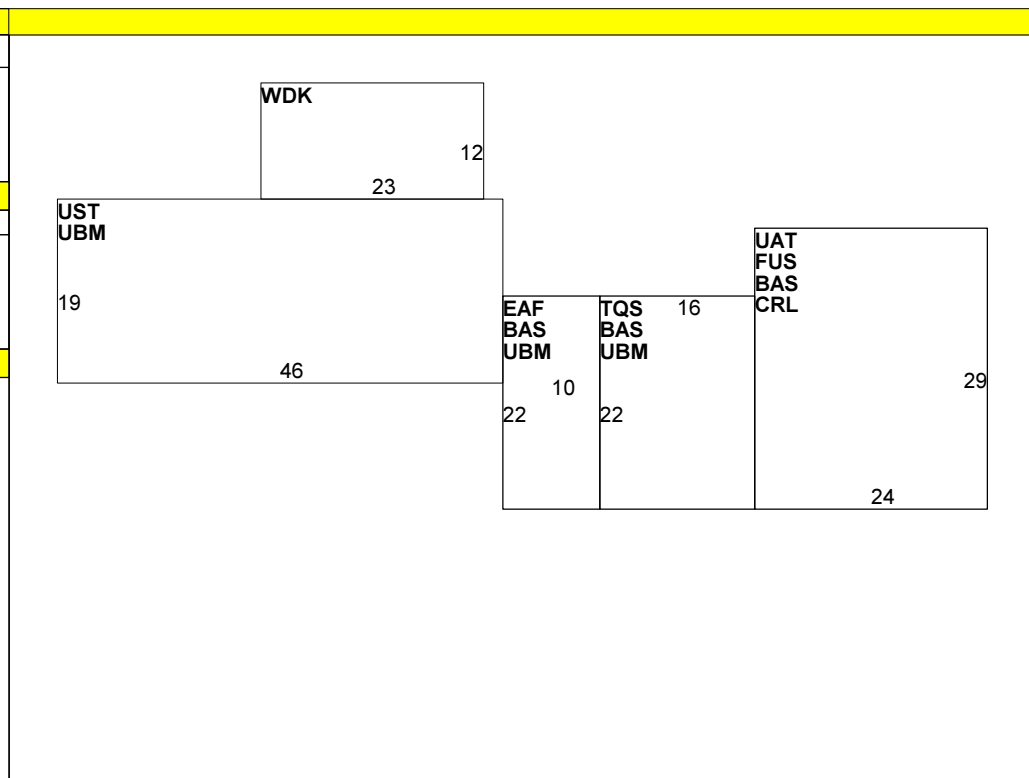 WDK
12
23
UST
UBM
19
46
EAF
BAS
UBM
10
22
TQS
BAS
UBM
16
22
UAT
FUS
BAS
CRL
29
24